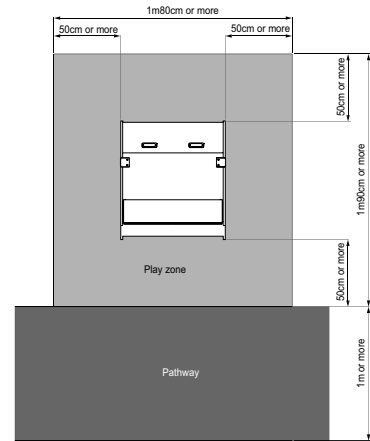 1m80cm or more
50cm or more
50cm or more
50cm or more
1m90cm or more
Play zone
50cm or more
Pathway
1m or more